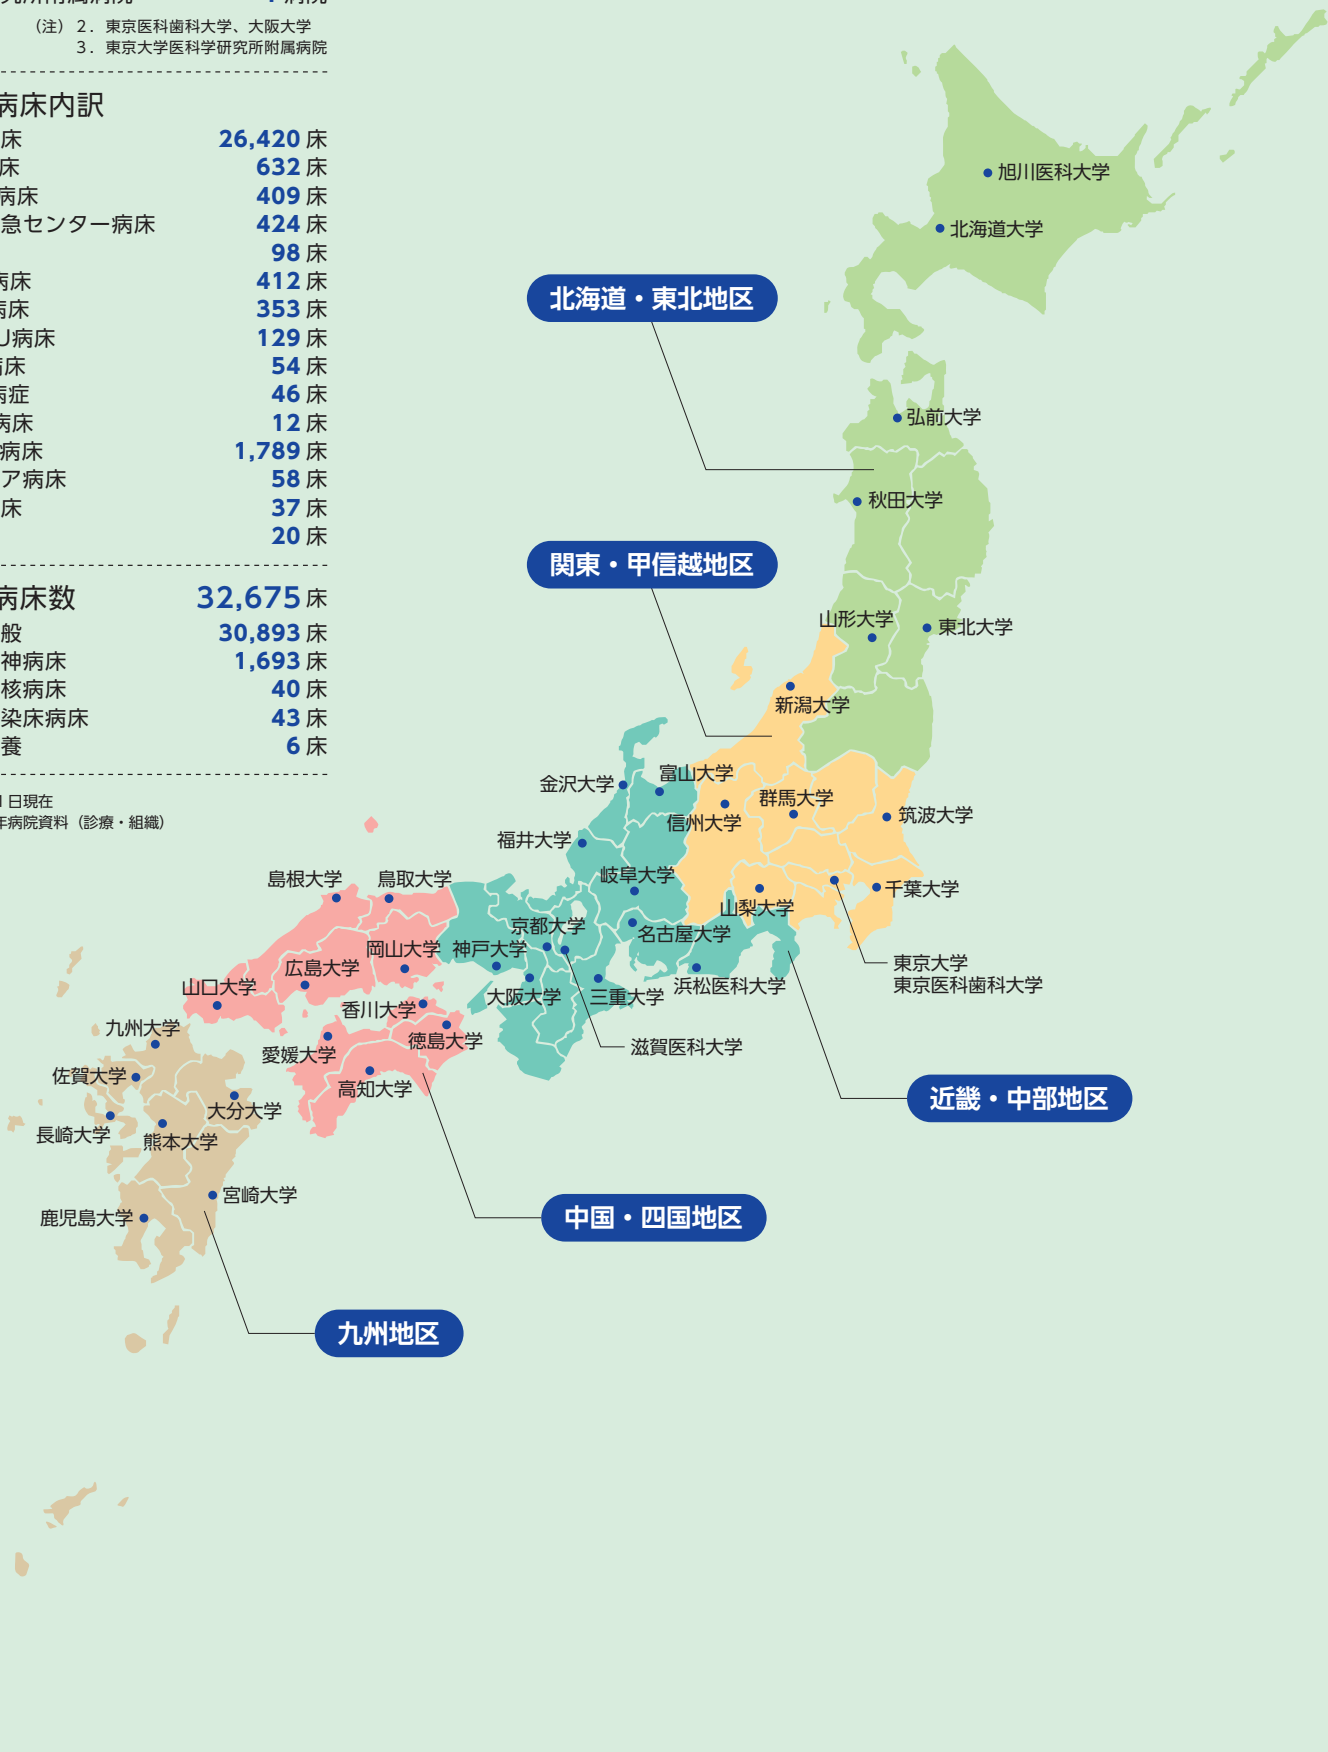 （注） 2．東京医科歯科大学、大阪大学
3．東京大学医科学研究所附属病院
病床内訳
床 26,420 床
床 632 床
病床 409 床
急センター病床 424 床
98 床
病床 412 床
病床 353 床
U病床 129 床
病床 54 床
病症 46 床
病床 12 床
病床 1,789 床
ア病床 58 床
床 37 床
20 床
病床数 32,675 床
般 30,893 床
神病床 1,693 床
核病床 40 床
染床病床 43 床
養 6 床
日現在
年病院資料（診療・組織）
旭川医科大学
北海道大学
北海道・東北地区
弘前大学
秋田大学
関東・甲信越地区
山形大学
東北大学
新潟大学
富山大学
金沢大学
群馬大学
信州大学
筑波大学
福井大学
岐阜大学
島根大学
鳥取大学
千葉大学
山梨大学
京都大学
名古屋大学
岡山大学
神戸大学
東京大学
東京医科歯科大学
広島大学
山口大学
浜松医科大学
大阪大学
三重大学
香川大学
九州大学
徳島大学
滋賀医科大学
愛媛大学
佐賀大学
高知大学
近畿・中部地区
大分大学
長崎大学
熊本大学
宮崎大学
鹿児島大学
中国・四国地区
九州地区